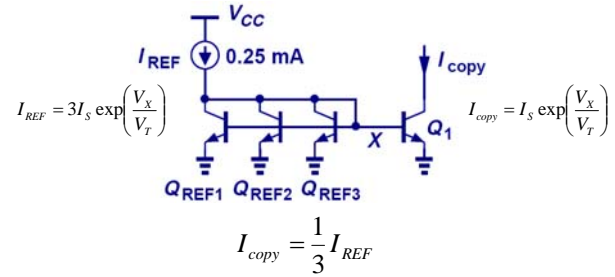 V_CC
I_REF 0.25 mA
I_copy
I_REF = 3I_S exp(V_X / V_T)
I_copy = I_S exp(V_X / V_T)
X
Q_1
Q_REF1 Q_REF2 Q_REF3
I_copy = 1/3 I_REF